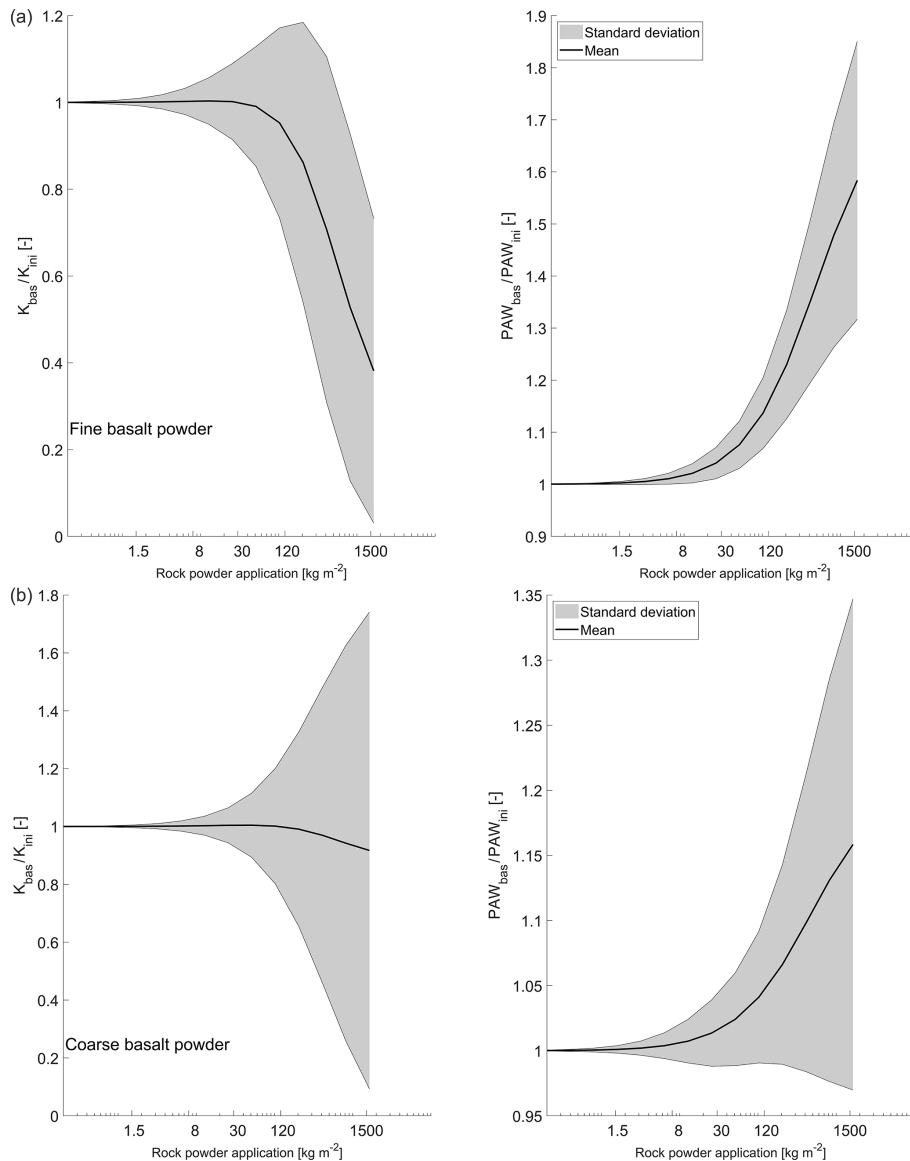 (a)
1.2
1
0.8
0.6
0.4
0.2
0
K_bas/K_ini [-]
Fine basalt powder
1.5 8 30 120 1500
Rock powder application [kg m⁻²]
1.9
1.8
1.7
1.6
1.5
1.4
1.3
1.2
1.1
1
0.9
PAW_bas/PAW_ini [-]
Standard deviation
Mean
1.5 8 30 120 1500
Rock powder application [kg m⁻²]
(b)
1.8
1.6
1.4
1.2
1
0.8
0.6
0.4
0.2
0
K_bas/K_ini [-]
Coarse basalt powder
1.5 8 30 120 1500
Rock powder application [kg m⁻²]
1.35
1.3
1.25
1.2
1.15
1.1
1.05
1
0.95
PAW_bas/PAW_ini [-]
Standard deviation
Mean
1.5 8 30 120 1500
Rock powder application [kg m⁻²]